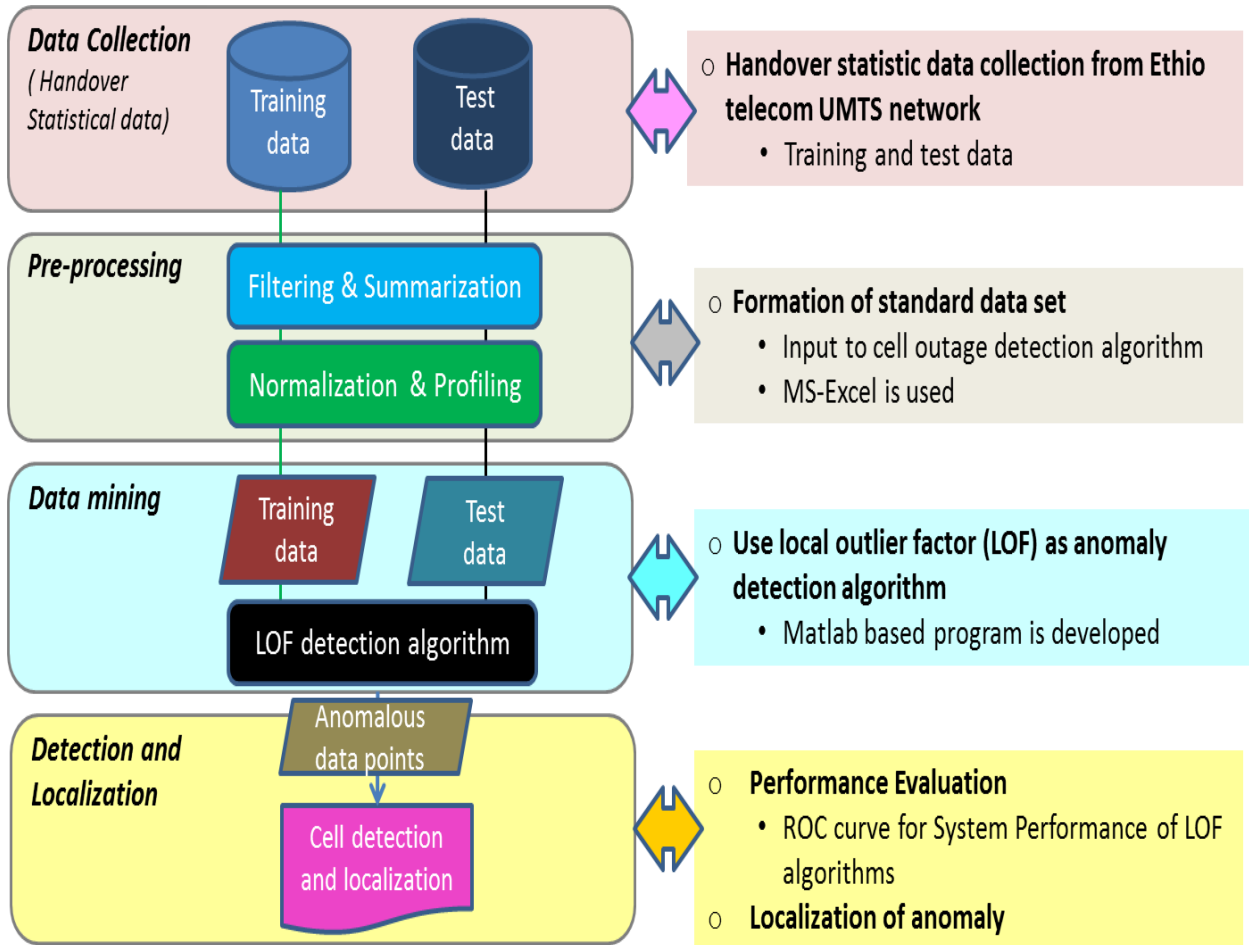 Data Collection
( Handover
Statistical data)
Training
data
Test
data
o Handover statistic data collection from Ethio
telecom UMTS network
• Training and test data
Pre-processing
Filtering & Summarization
Normalization & Profiling
o Formation of standard data set
• Input to cell outage detection algorithm
• MS-Excel is used
Data mining
Training
data
Test
data
LOF detection algorithm
o Use local outlier factor (LOF) as anomaly
detection algorithm
• Matlab based program is developed
Detection and
Localization
Anomalous
data points
Cell detection
and localization
o Performance Evaluation
• ROC curve for System Performance of LOF
algorithms
o Localization of anomaly